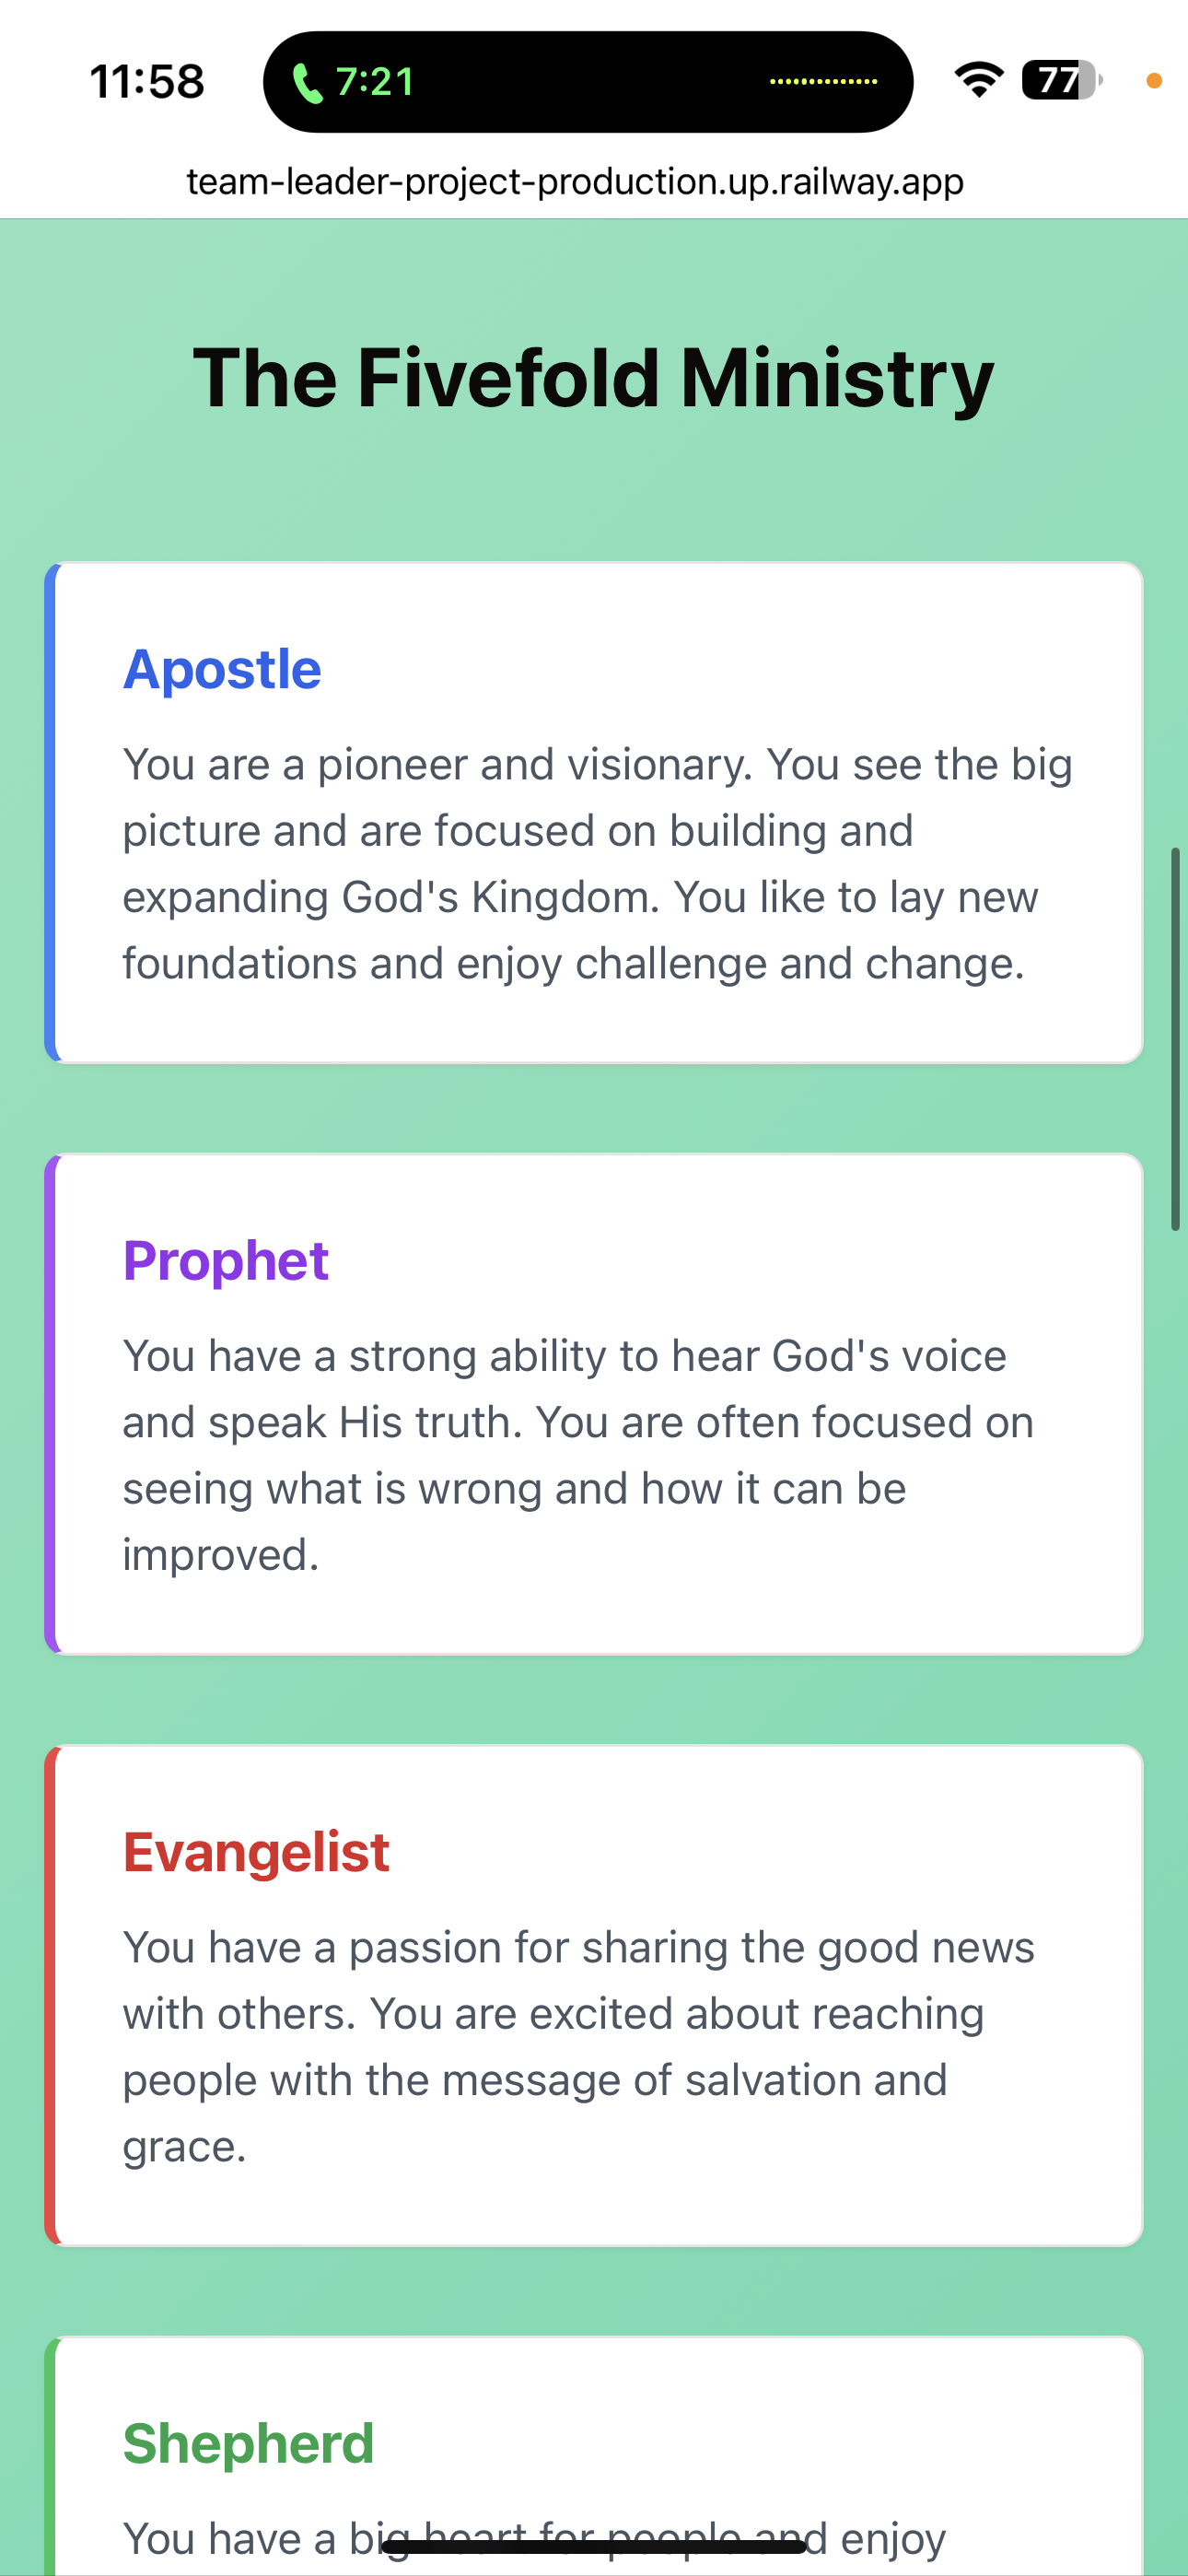 11:58
7:21
77
team-leader-project-production.up.railway.app
The Fivefold Ministry
Apostle
You are a pioneer and visionary. You see the big
picture and are focused on building and
expanding God's Kingdom. You like to lay new
foundations and enjoy challenge and change.
Prophet
You have a strong ability to hear God's voice
and speak His truth. You are often focused on
seeing what is wrong and how it can be
improved.
Evangelist
You have a passion for sharing the good news
with others. You are excited about reaching
people with the message of salvation and
grace.
Shepherd
You have a big heart for people and enjoy